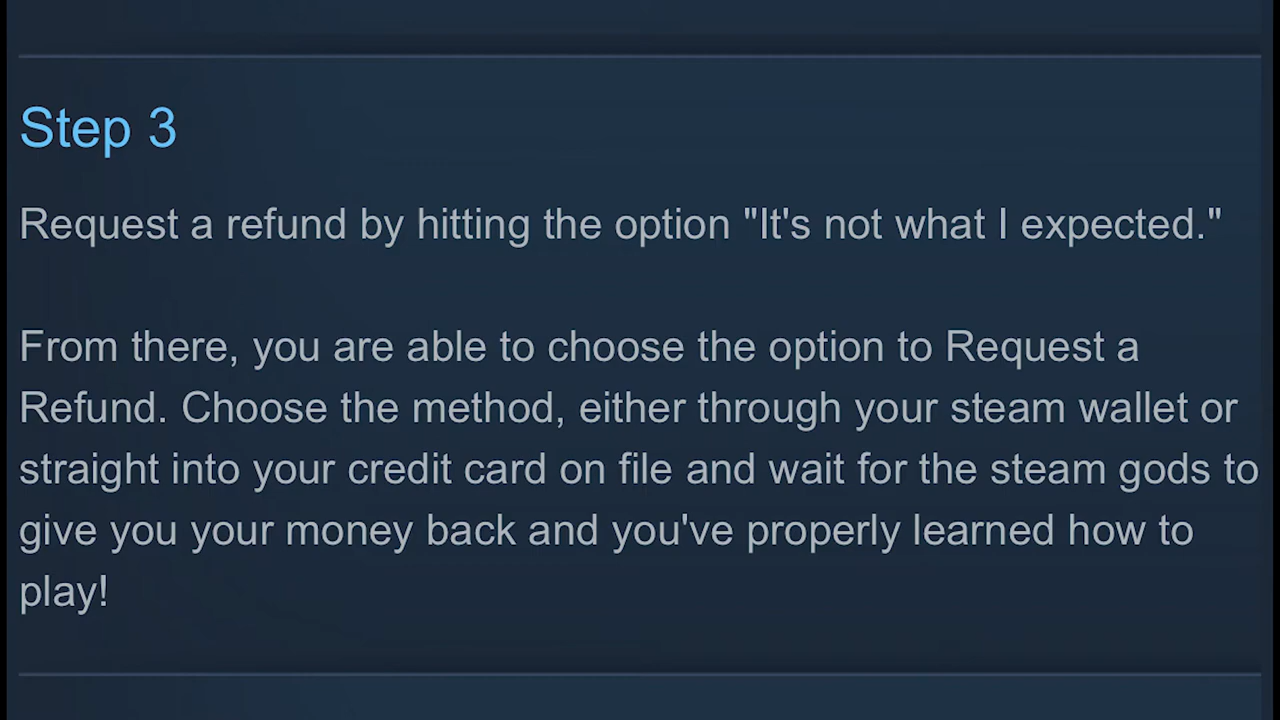 Step 3
Request a refund by hitting the option "It's not what I expected."
From there, you are able to choose the option to Request a
Refund. Choose the method, either through your steam wallet or
straight into your credit card on file and wait for the steam gods to
give you your money back and you've properly learned how to
play!